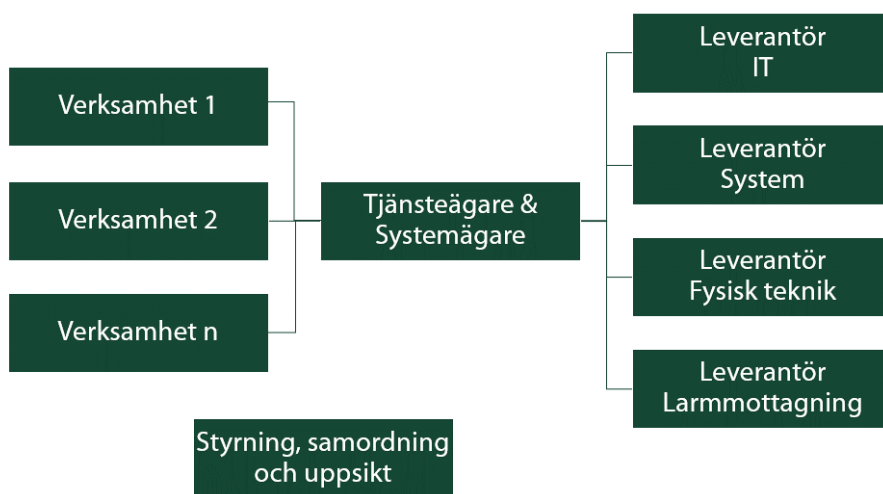 Verksamhet 1
Verksamhet 2
Verksamhet n
Tjänsteägare &
Systemägare
Leverantör
IT
Leverantör
System
Leverantör
Fysisk teknik
Leverantör
Larmmottagning
Styrning, samordning
och uppsikt